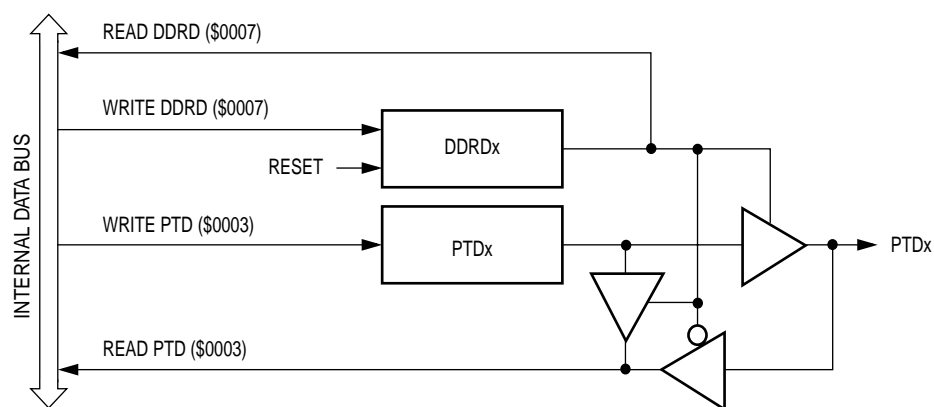 READ DDRD ($0007)
WRITE DDRD ($0007)
DDRDx
RESET
INTERNAL DATA BUS
WRITE PTD ($0003)
PTDx
PTDx
READ PTD ($0003)